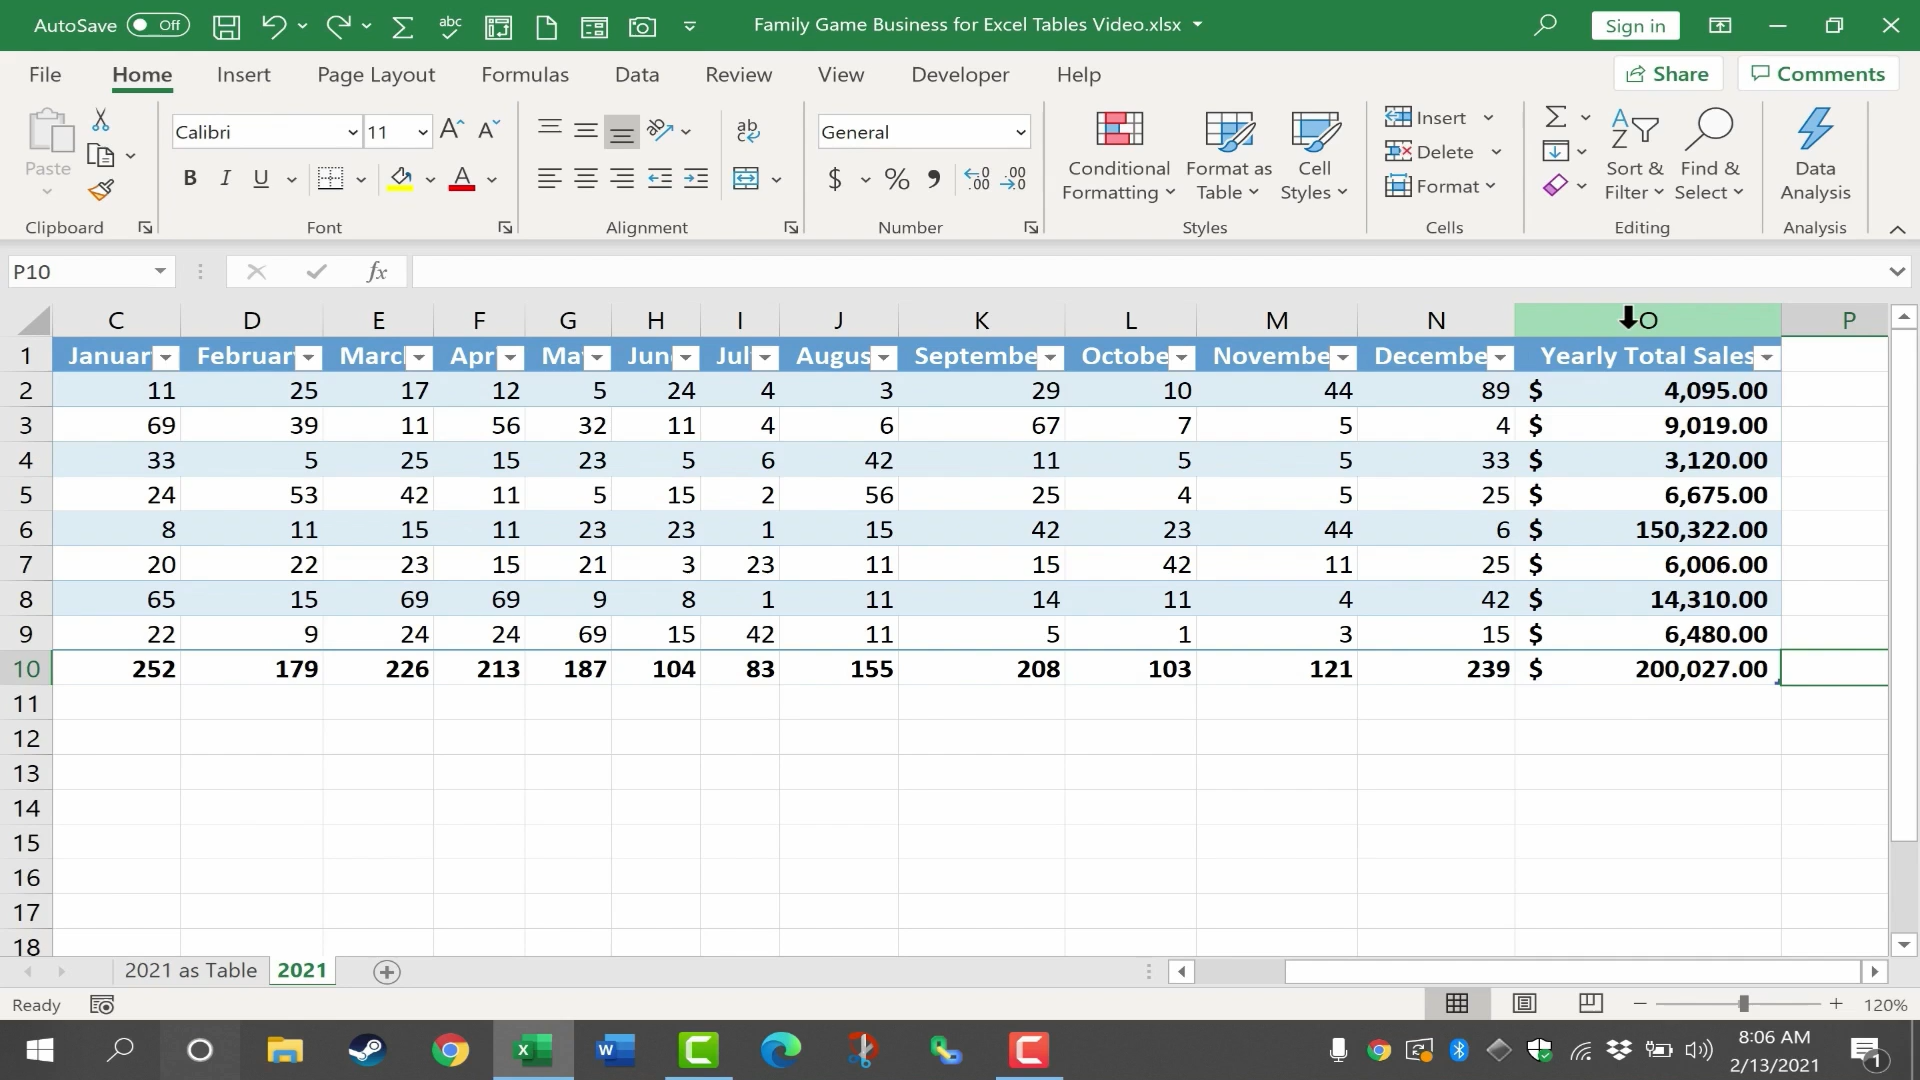 AutoSave Off Family Game Business for Excel Tables Video.xlsx Sign in
File Home Insert Page Layout Formulas Data Review View Developer Help Share Comments
Paste Calibri 11 General Conditional Formatting Format as Table Cell Styles Insert Delete Format Sort & Filter Find & Select Data Analysis
Clipboard Font Alignment Number Styles Cells Editing Analysis
P10 fx
C D E F G H I J K L M N O P
1 Januar Februar Marc Apr Ma Jun Jul Augus Septembe Octobe Novembe Decembe Yearly Total Sales
2 11 25 17 12 5 24 4 3 29 10 44 89 $ 4,095.00
3 69 39 11 56 32 11 4 6 67 7 5 4 $ 9,019.00
4 33 5 25 15 23 5 6 42 11 5 5 33 $ 3,120.00
5 24 53 42 11 5 15 2 56 25 4 5 25 $ 6,675.00
6 8 11 15 11 23 23 1 15 42 23 44 6 $ 150,322.00
7 20 22 23 15 21 3 23 11 15 42 11 25 $ 6,006.00
8 65 15 69 69 9 8 1 11 14 11 4 42 $ 14,310.00
9 22 9 24 24 69 15 42 11 5 1 3 15 $ 6,480.00
10 252 179 226 213 187 104 83 155 208 103 121 239 $ 200,027.00
11
12
13
14
15
16
17
18
2021 as Table 2021
Ready 120%
8:06 AM
2/13/2021